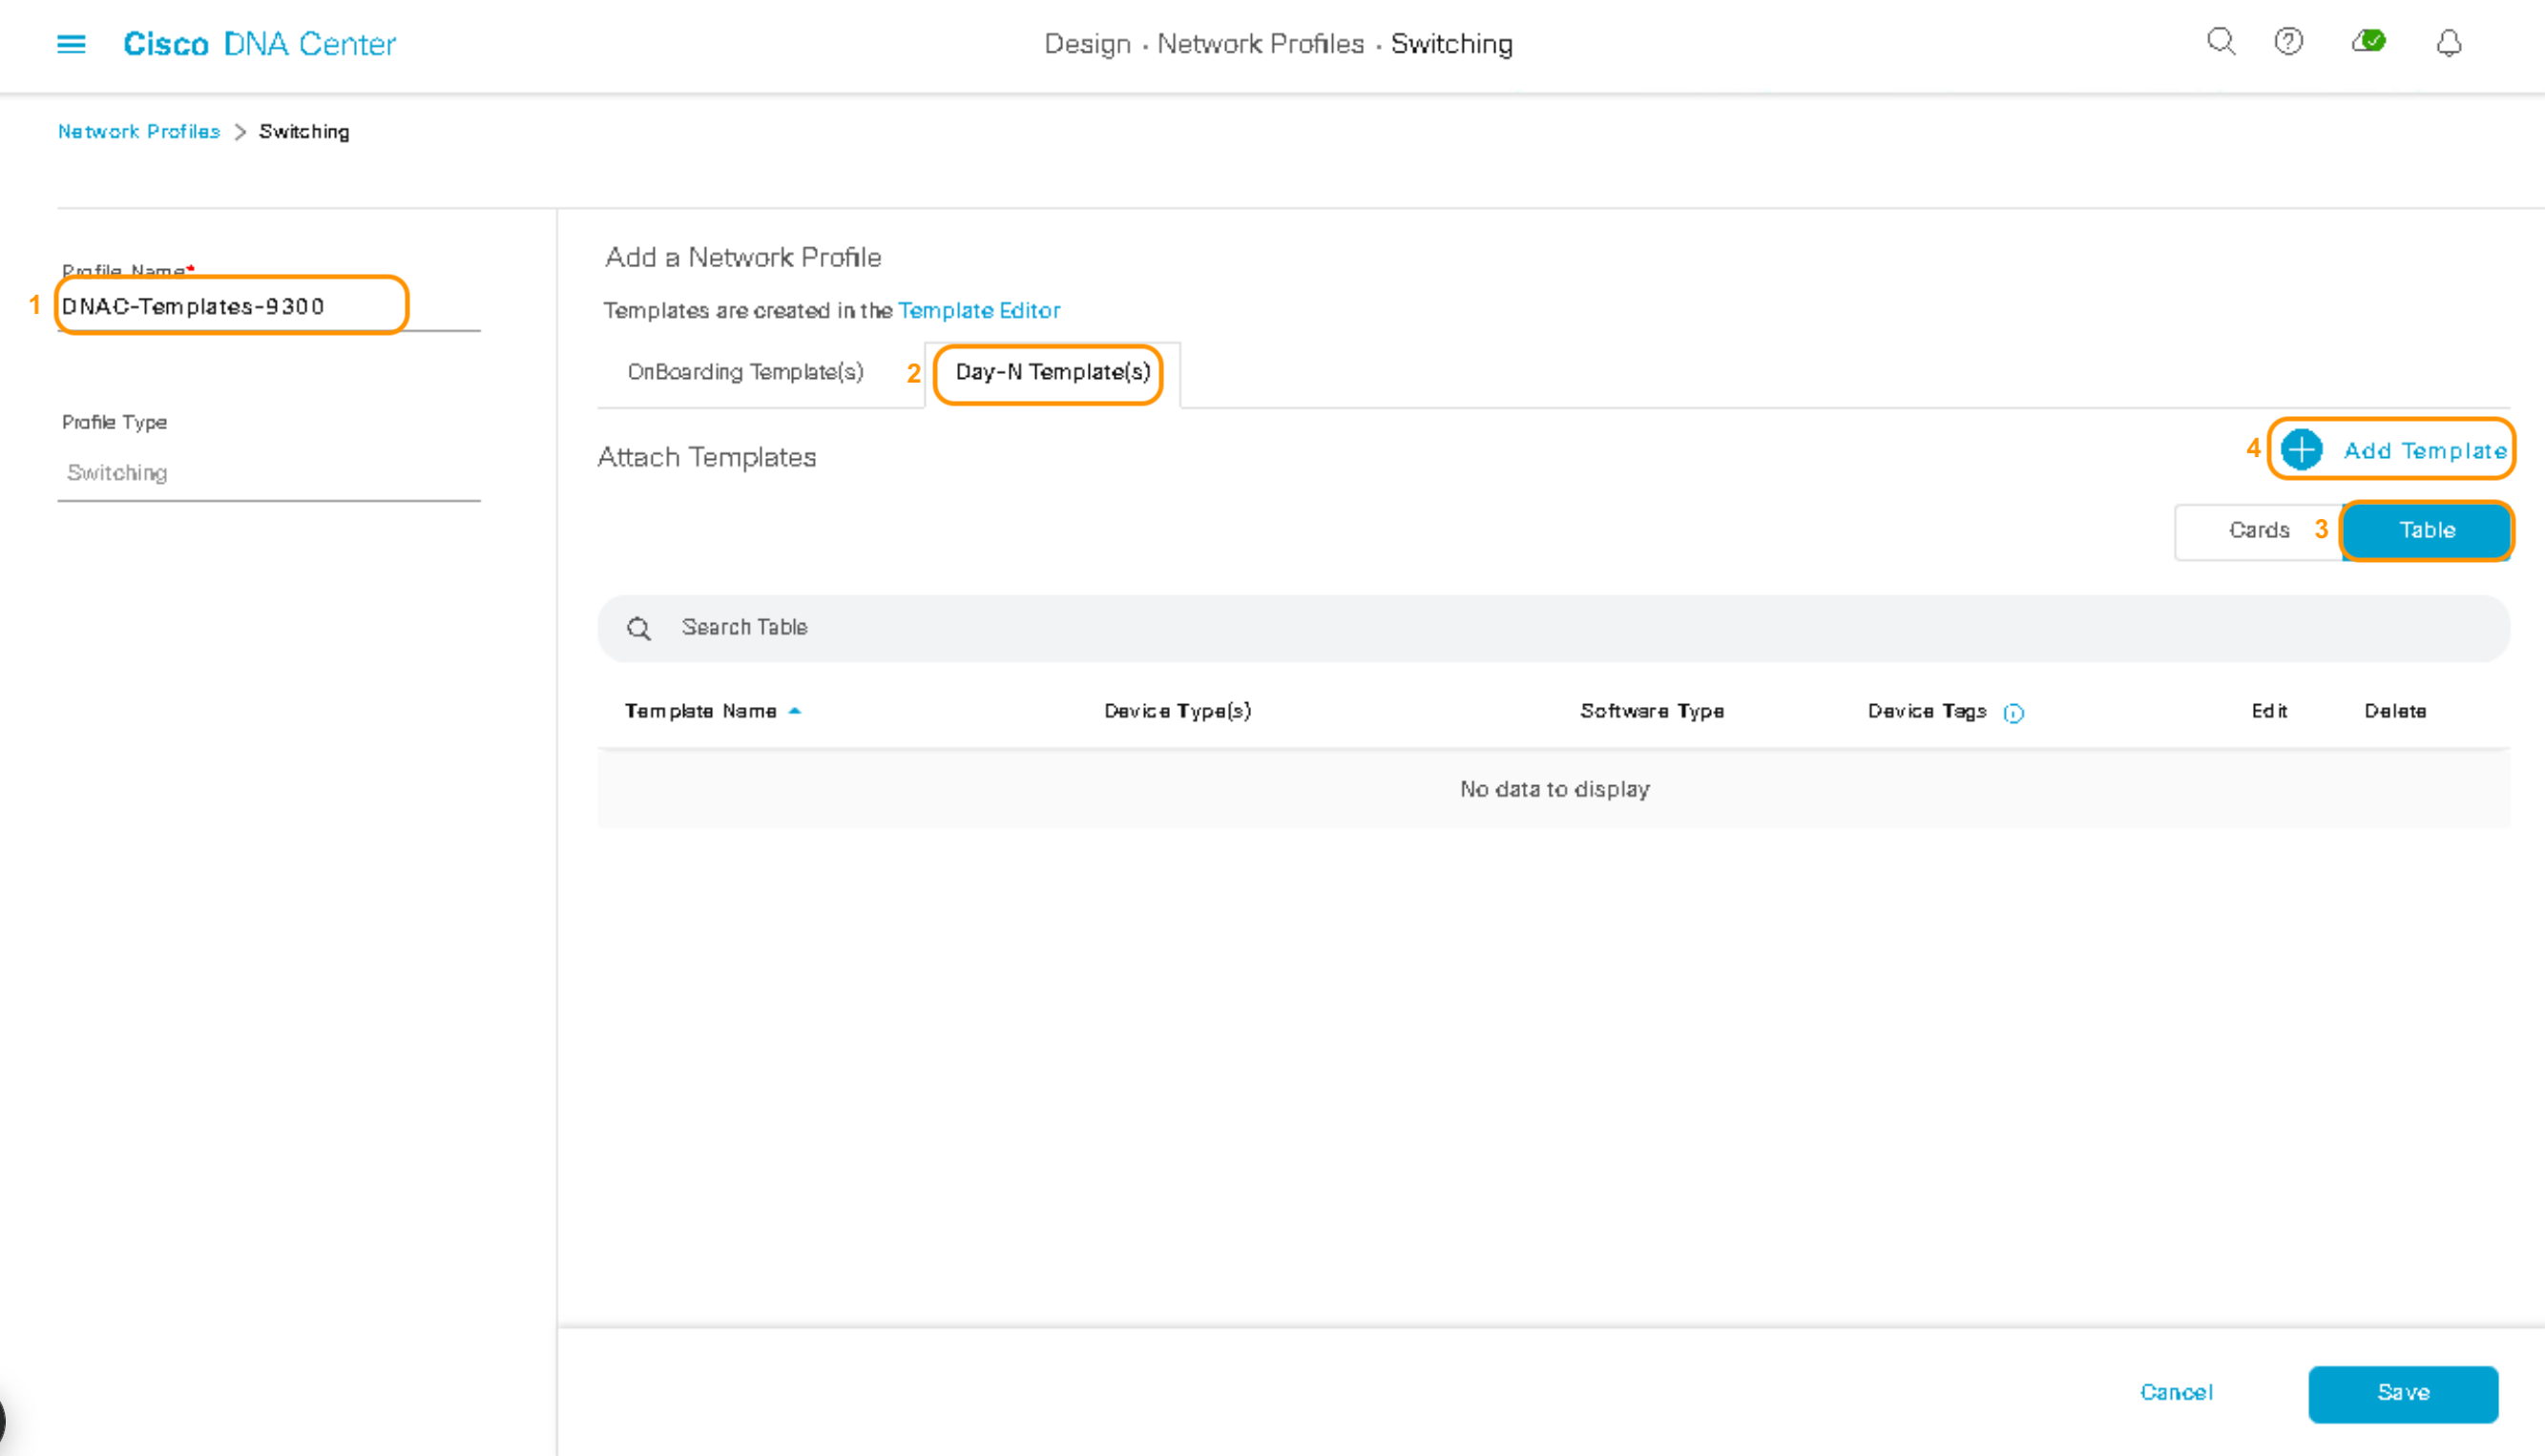 Cisco DNA Center
Design · Network Profiles · Switching
Network Profiles > Switching
Profile Name*
1 DNAC-Templates-9300
Profile Type
Switching
Add a Network Profile
Templates are created in the Template Editor
OnBoarding Template(s) 2 Day-N Template(s)
Attach Templates
4 Add Template
Cards 3 Table
Search Table
Template Name Device Type(s) Software Type Device Tags Edit Delete
No data to display
Cancel Save